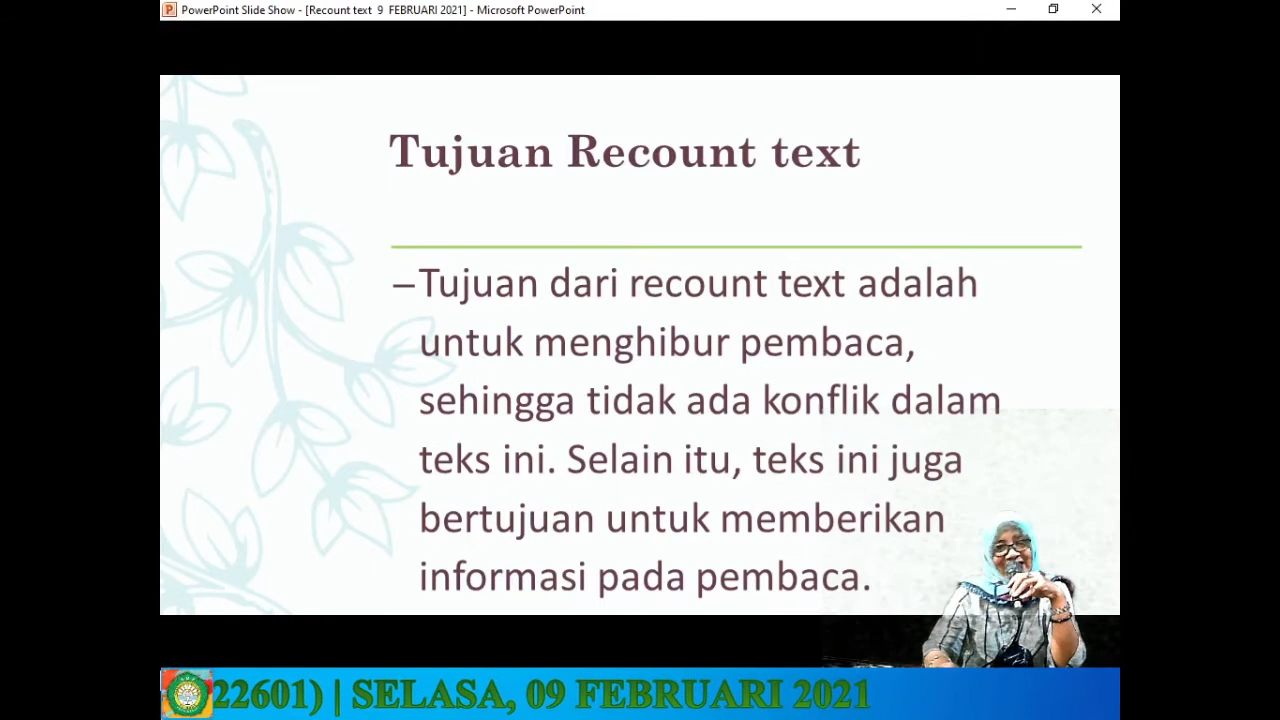 PowerPoint Slide Show - [Recount text  9  FEBRUARI 2021] - Microsoft PowerPoint
Tujuan Recount text
–Tujuan dari recount text adalah
untuk menghibur pembaca,
sehingga tidak ada konflik dalam
teks ini. Selain itu, teks ini juga
bertujuan untuk memberikan
informasi pada pembaca.
22601) | SELASA, 09 FEBRUARI 2021